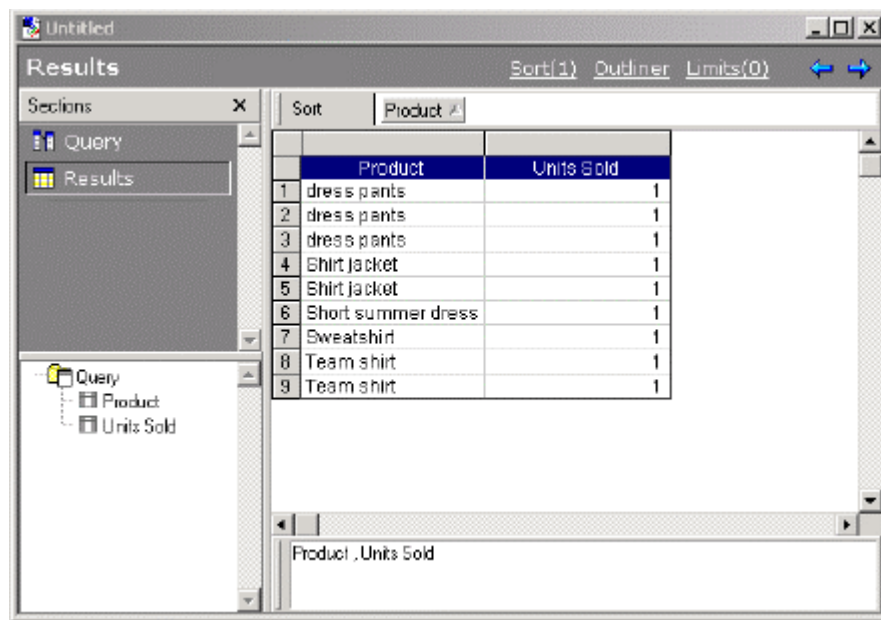 Untitled
Results Sort(1) Outliner Limits(0)
Sections
Query
Results
Query
Product
Units Sold
Sort Product
Product Units Sold
1 dress pants 1
2 dress pants 1
3 dress pants 1
4 Shirt jacket 1
5 Shirt jacket 1
6 Short summer dress 1
7 Sweatshirt 1
8 Team shirt 1
9 Team shirt 1
Product ,Units Sold